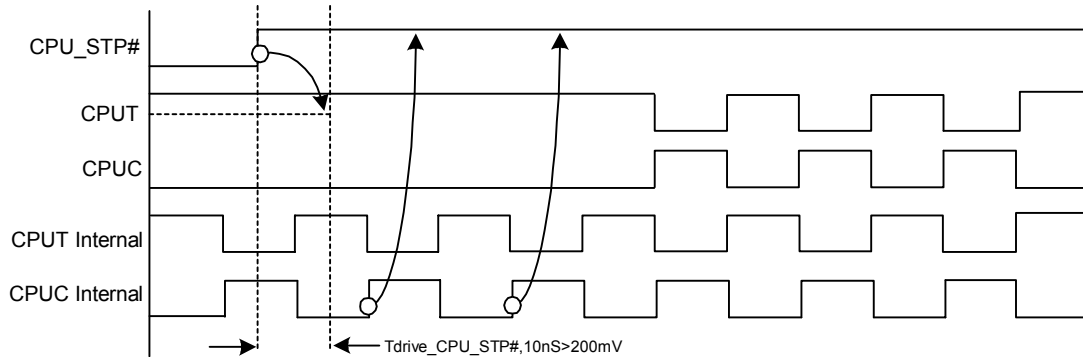 CPU_STP#
CPUT
CPUC
CPUT Internal
CPUC Internal
Tdrive_CPU_STP#,10nS>200mV